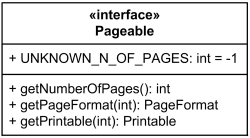 «interface»
Pageable
+ UNKNOWN_N_OF_PAGES: int = -1
+ getNumberOfPages(): int
+ getPageFormat(int): PageFormat
+ getPrintable(int): Printable